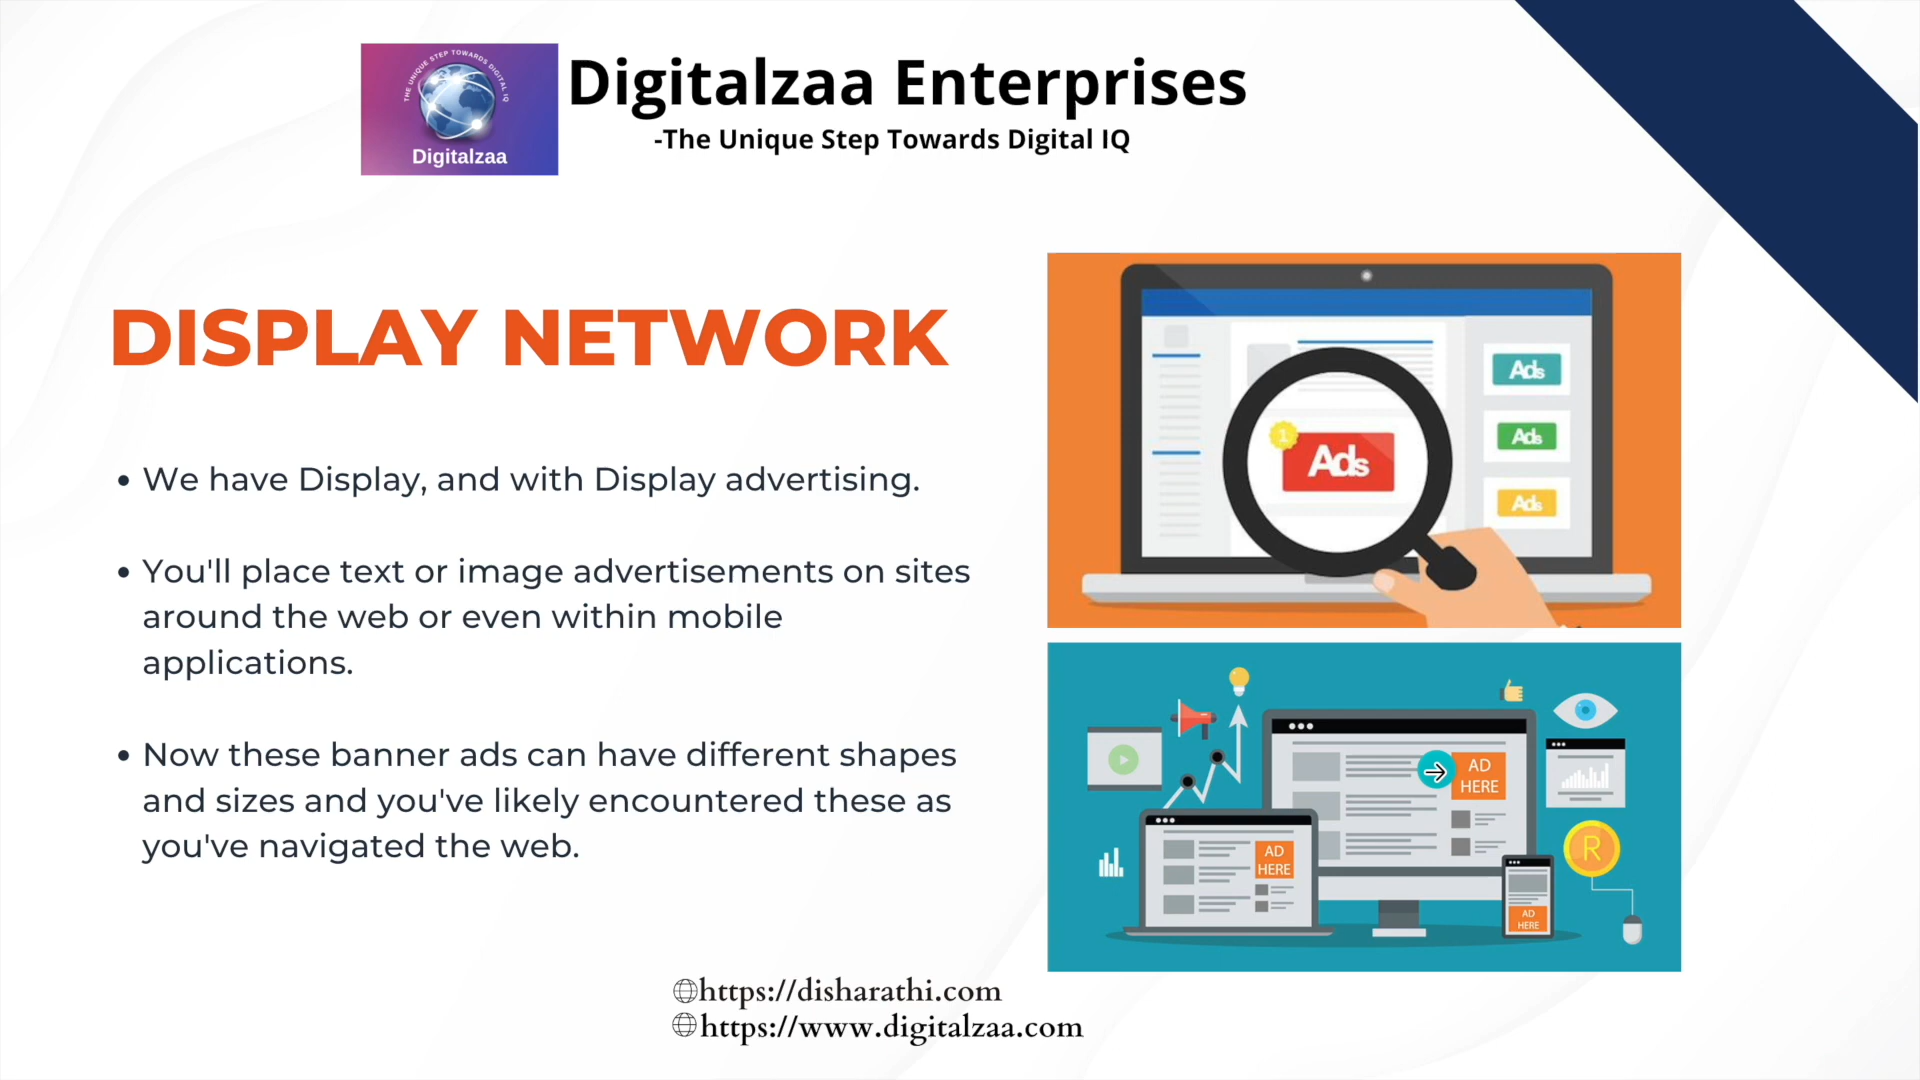 THE UNIQUE STEP TOWARDS DIGITAL IQ
Digitalzaa
Digitalzaa Enterprises
-The Unique Step Towards Digital IQ
DISPLAY NETWORK
• We have Display, and with Display advertising.
• You'll place text or image advertisements on sites
around the web or even within mobile
applications.
• Now these banner ads can have different shapes
and sizes and you've likely encountered these as
you've navigated the web.
Ads
Ads
Ads
1
Ads
AD
HERE
AD
HERE
R
AD
HERE
https://disharathi.com
https://www.digitalzaa.com